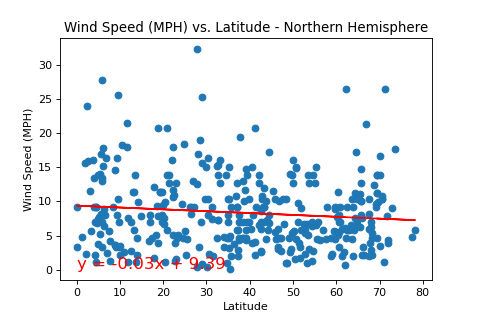 Wind Speed (MPH) vs. Latitude - Northern Hemisphere
Wind Speed (MPH)
30
25
20
15
10
5
0
y = -0.03x + 9.39
0 10 20 30 40 50 60 70 80
Latitude